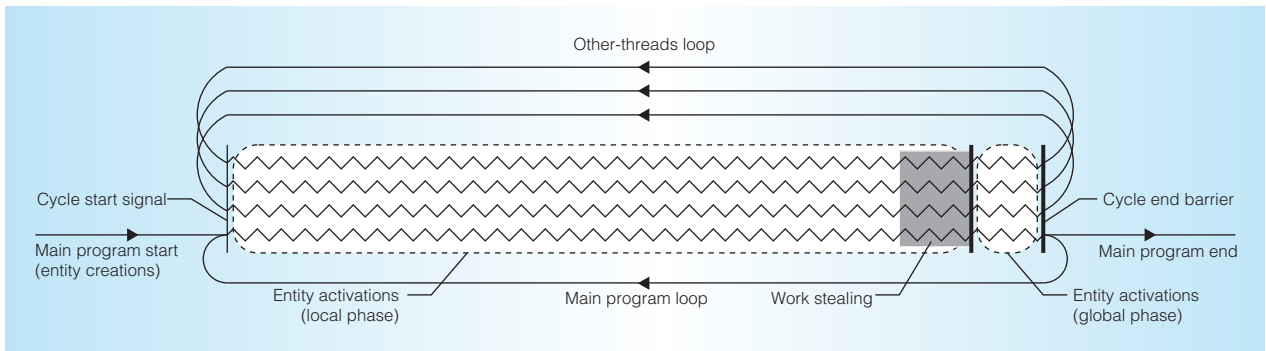 Other-threads loop
Cycle start signal
Cycle end barrier
Main program start
(entity creations)
Main program end
Entity activations
(local phase)
Main program loop
Work stealing
Entity activations
(global phase)